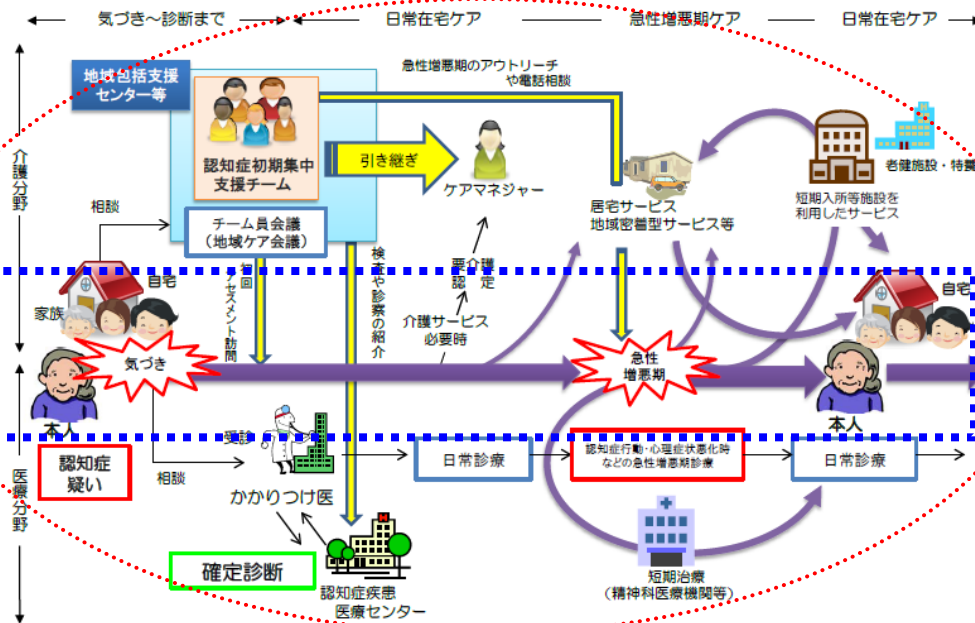 気づき～診断まで
日常在宅ケア
急性増悪期ケア
日常在宅ケア
介護分野
医療分野
地域包括支援
センター等
認知症初期集中
支援チーム
チーム員会議
（地域ケア会議）
急性増悪期のアウトリーチ
や電話相談
引き継ぎ
ケアマネジャー
居宅サービス
地域密着型サービス等
短期入所等施設を
利用したサービス
老健施設・特養
相談
自宅
家族
気づき
本人
初回
アセスメント訪問
検査や診察の紹介
要介護
認定
介護サービス
必要時
急性
増悪期
自宅
本人
認知症
疑い
相談
受診
かかりつけ医
日常診療
認知症行動・心理症状悪化時
などの急性増悪期診療
日常診療
確定診断
認知症疾患
医療センター
短期治療
（精神科医療機関等）